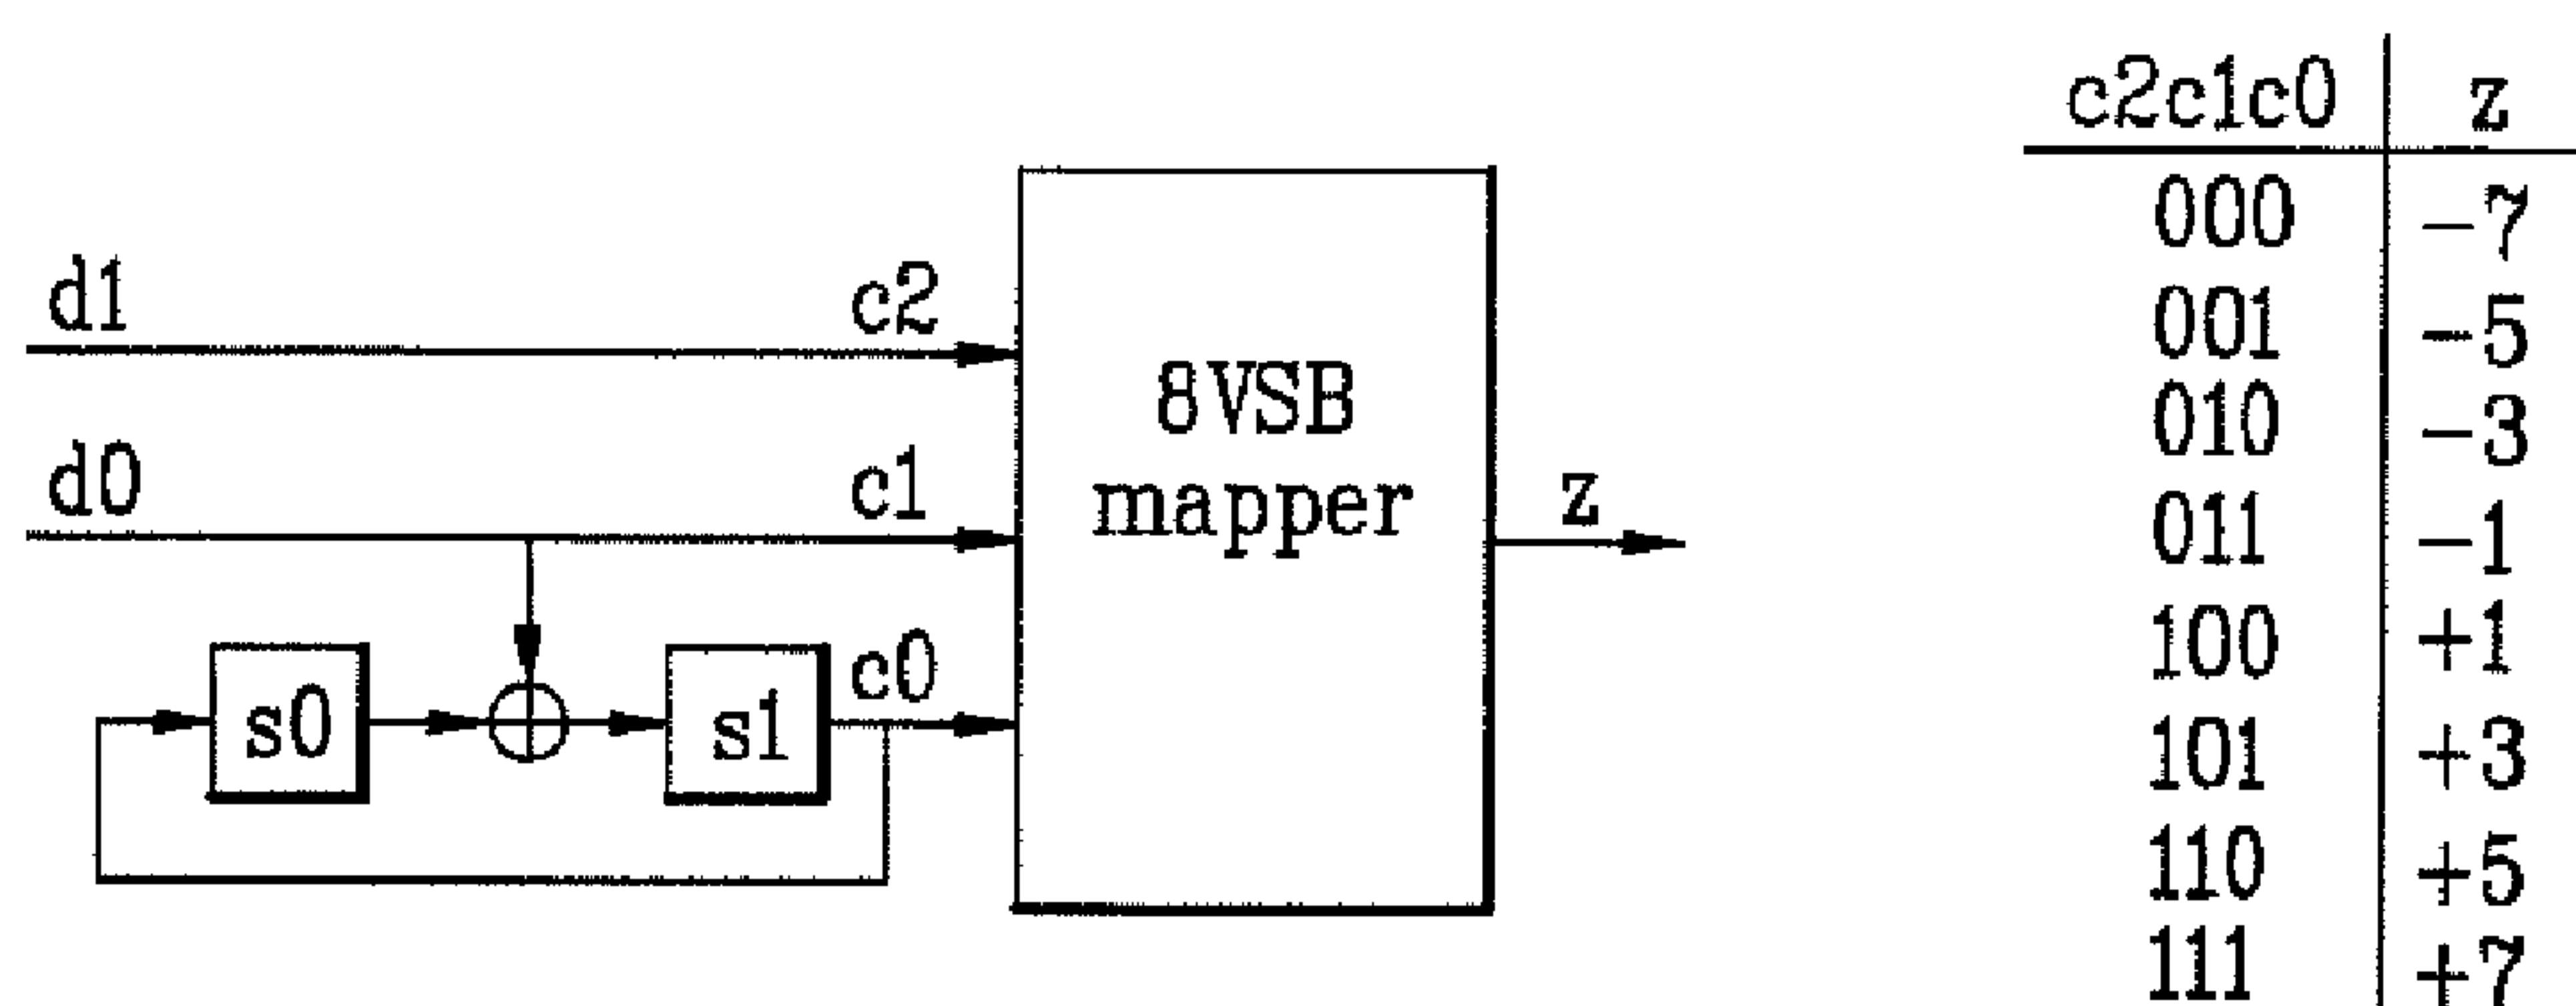 d1
c2
d0
c1
s0
s1
c0
8VSB
mapper
z
c2c1c0 z
000 −7
001 −5
010 −3
011 −1
100 +1
101 +3
110 +5
111 +7